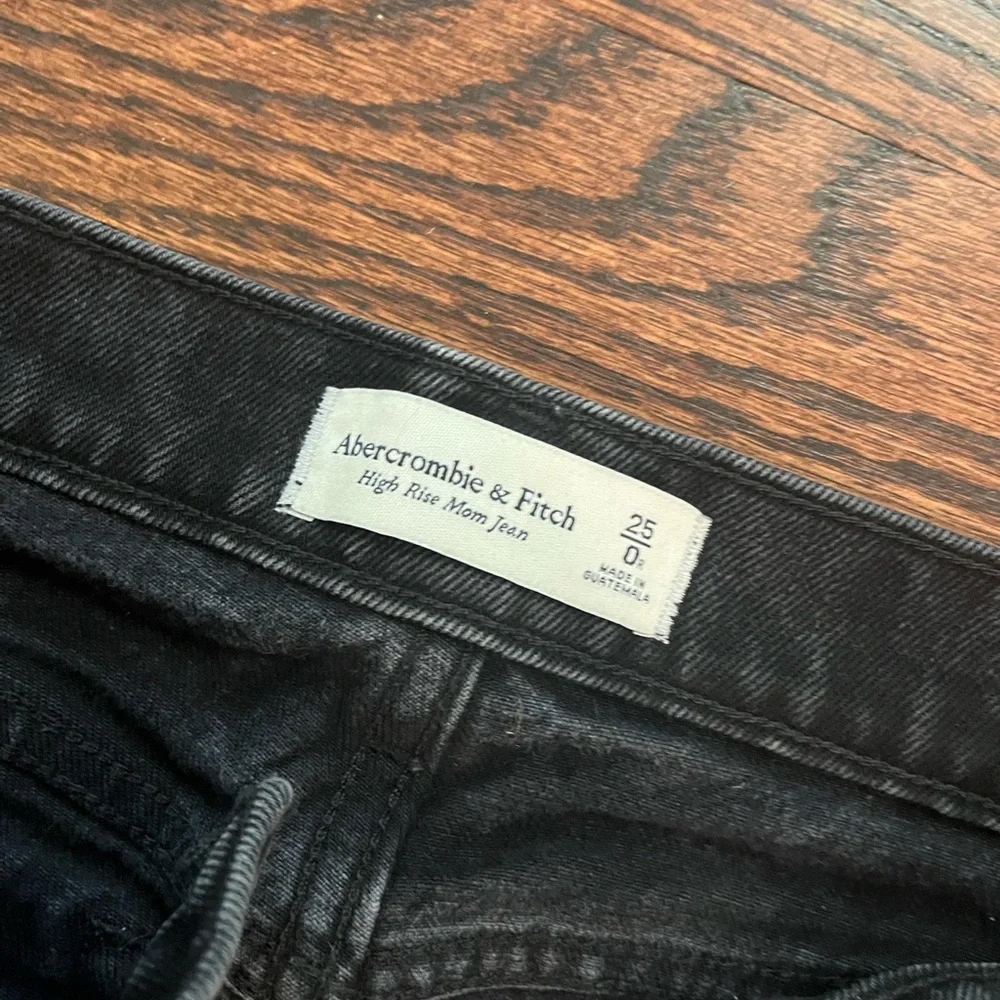 Abercrombie & Fitch
High Rise Mom Jean
25
0R
MADE IN
GUATEMALA